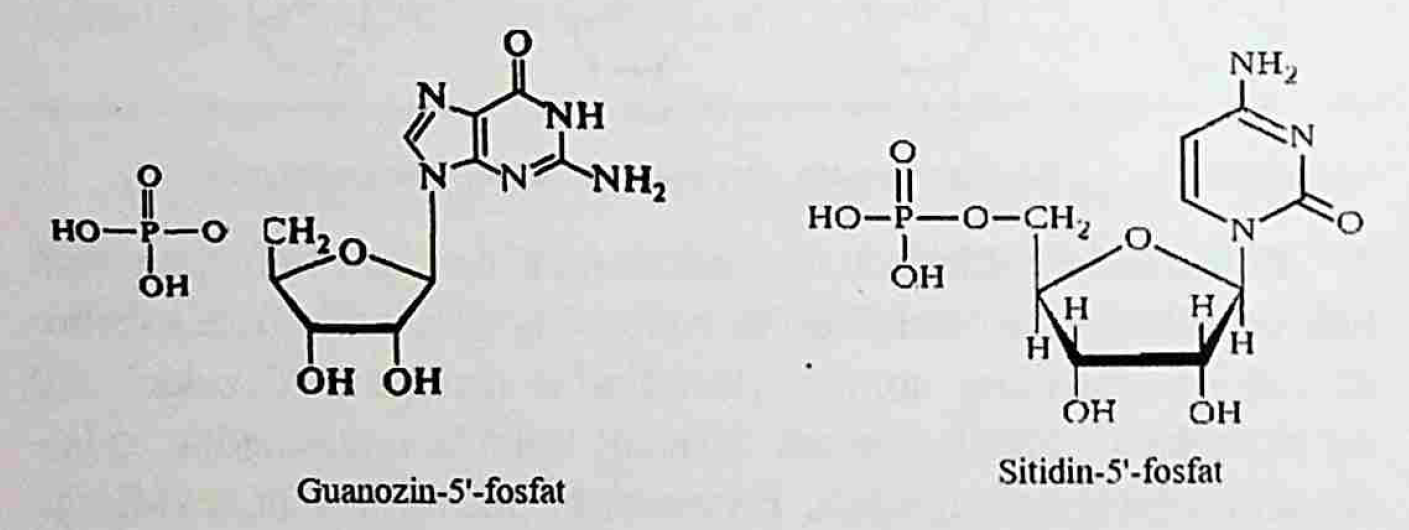 O
N
NH
N
N
NH₂
O
HO—P—O
OH
CH₂
O
OH OH
Guanozin-5'-fosfat
NH₂
N
N
O
O
HO—P—O—CH₂
OH
O
H
H
H
H
OH
OH
Sitidin-5'-fosfat